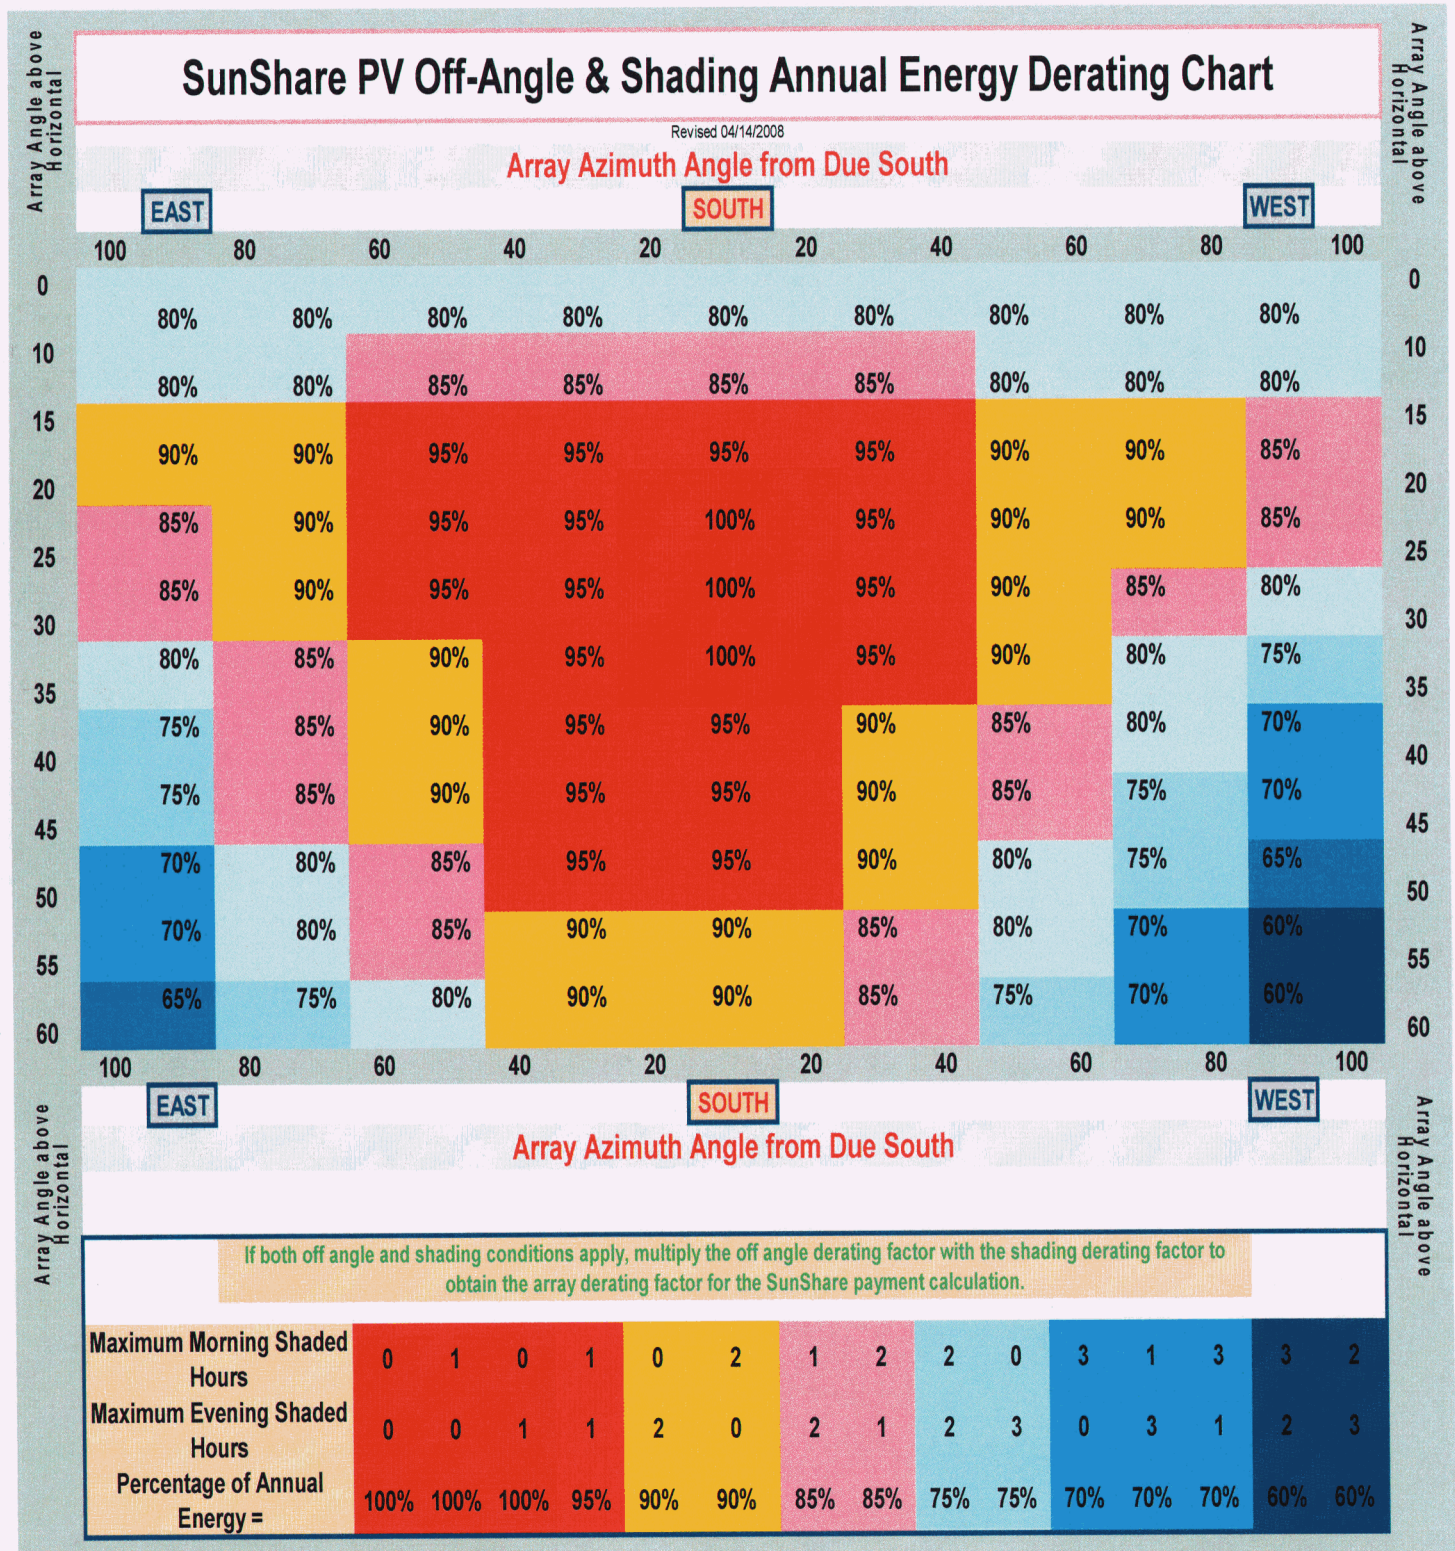 Array Angle above
Horizontal
Array Angle above
Horizontal
SunShare PV Off-Angle & Shading Annual Energy Derating Chart
Revised 04/14/2008
Array Azimuth Angle from Due South
EAST SOUTH WEST
100 80 60 40 20 20 40 60 80 100
0 0
80% 80% 80% 80% 80% 80% 80% 80% 80%
10 10
80% 80% 85% 85% 85% 85% 80% 80% 80%
15 15
90% 90% 95% 95% 95% 95% 90% 90% 85%
20 20
85% 90% 95% 95% 100% 95% 90% 90% 85%
25 25
85% 90% 95% 95% 100% 95% 90% 85% 80%
30 30
80% 85% 90% 95% 100% 95% 90% 80% 75%
35 35
75% 85% 90% 95% 95% 90% 85% 80% 70%
40 40
75% 85% 90% 95% 95% 90% 85% 75% 70%
45 45
70% 80% 85% 95% 95% 90% 80% 75% 65%
50 50
70% 80% 85% 90% 90% 85% 80% 70% 60%
55 55
65% 75% 80% 90% 90% 85% 75% 70% 60%
60 60
100 80 60 40 20 20 40 60 80 100
EAST SOUTH WEST
Array Azimuth Angle from Due South
Array Angle above
Horizontal
Array Angle above
Horizontal
If both off angle and shading conditions apply, multiply the off angle derating factor with the shading derating factor to
obtain the array derating factor for the SunShare payment calculation.
Maximum Morning Shaded
Hours
0 1 0 1 0 2 1 2 2 0 3 1 3 3 2
Maximum Evening Shaded
Hours
0 0 1 1 2 0 2 1 2 3 0 3 1 2 3
Percentage of Annual
Energy =
100% 100% 100% 95% 90% 90% 85% 85% 75% 75% 70% 70% 70% 60% 60%